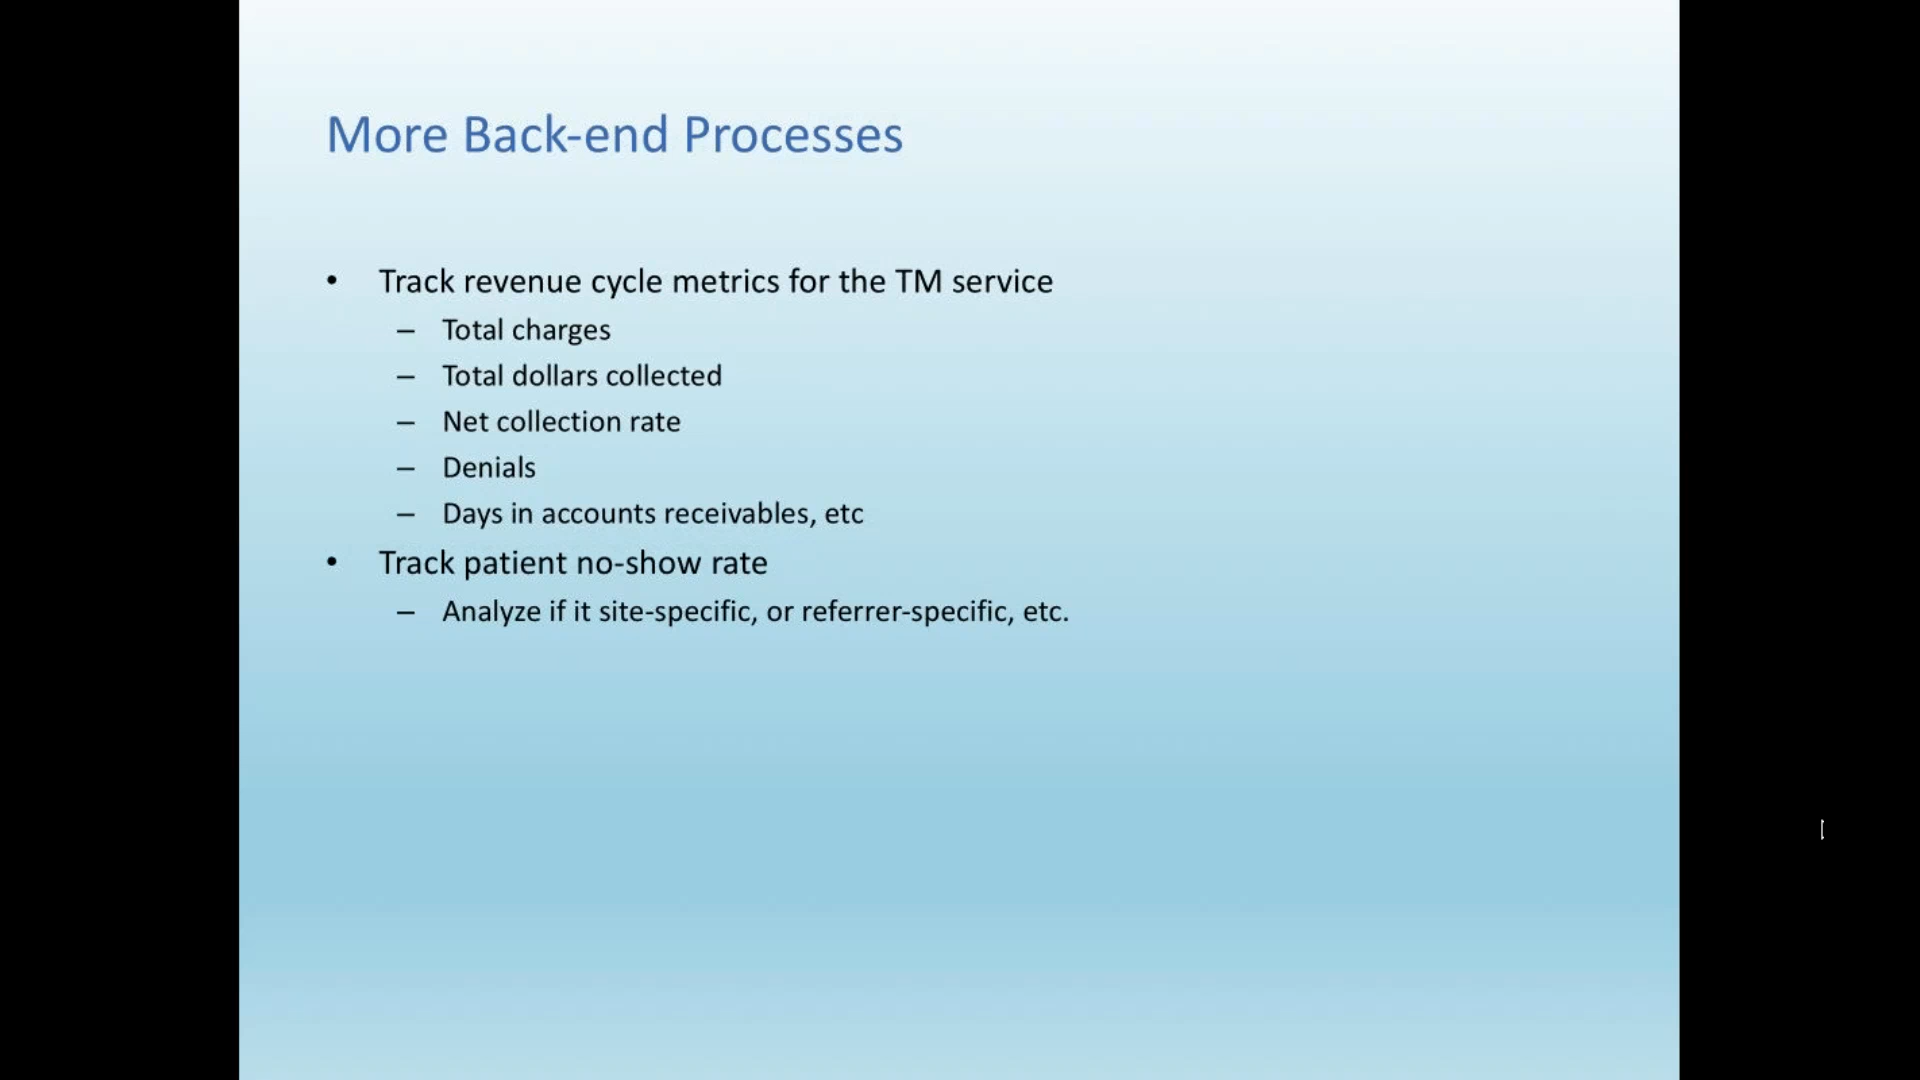 More Back-end Processes
• Track revenue cycle metrics for the TM service
– Total charges
– Total dollars collected
– Net collection rate
– Denials
– Days in accounts receivables, etc
• Track patient no-show rate
– Analyze if it site-specific, or referrer-specific, etc.